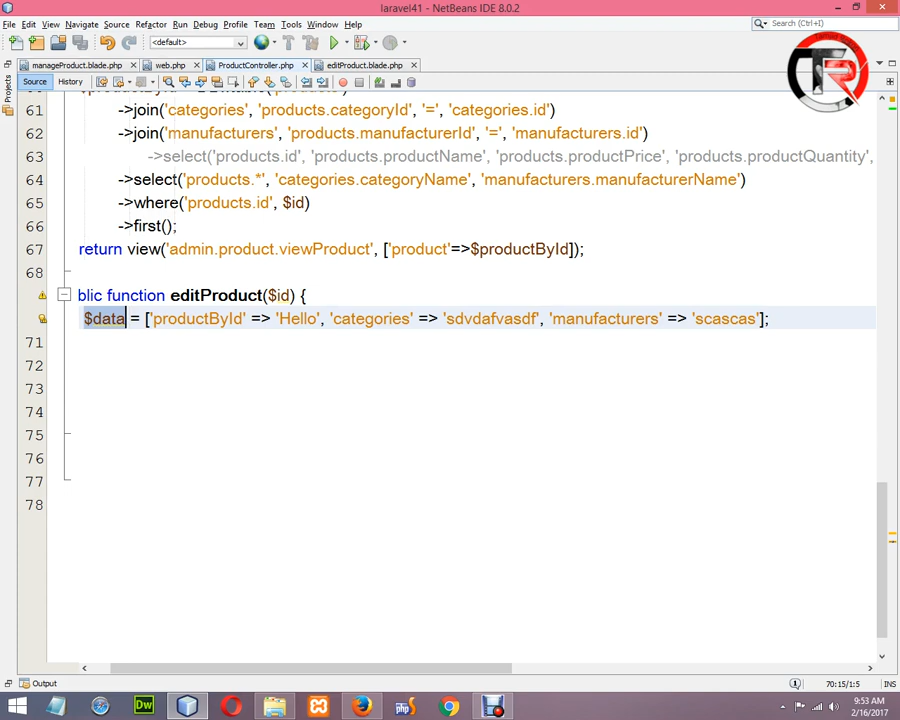 laravel41 - NetBeans IDE 8.0.2
File Edit View Navigate Source Refactor Run Debug Profile Team Tools Window Help
<default>
Search (Ctrl+I)
manageProduct.blade.php web.php ProductController.php editProduct.blade.php
Projects
Source History
61 ->join('categories', 'products.categoryId', '=', 'categories.id')
62 ->join('manufacturers', 'products.manufacturerId', '=', 'manufacturers.id')
63 ->select('products.id', 'products.productName', 'products.productPrice', 'products.productQuantity',
64 ->select('products.*', 'categories.categoryName', 'manufacturers.manufacturerName')
65 ->where('products.id', $id)
66 ->first();
67 return view('admin.product.viewProduct', ['product'=>$productById]);
68
blic function editProduct($id) {
$data = ['productById' => 'Hello', 'categories' => 'sdvdafvasdf', 'manufacturers' => 'scascas'];
71
72
73
74
75
76
77
78
Output
70:15/1:5 INS
Dw
php
9:53 AM
2/16/2017